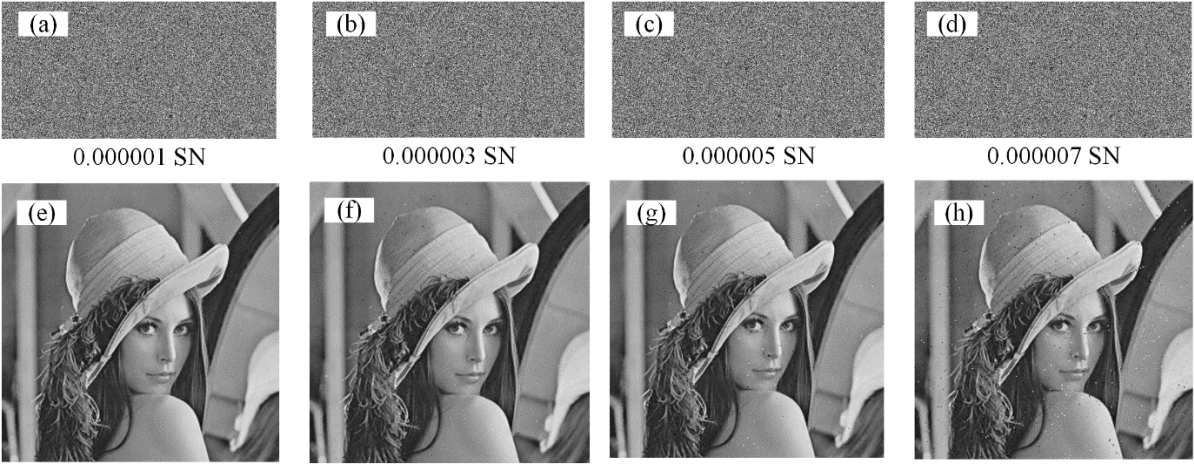 (a) (b) (c) (d)
0.000001 SN 0.000003 SN 0.000005 SN 0.000007 SN
(e) (f) (g) (h)